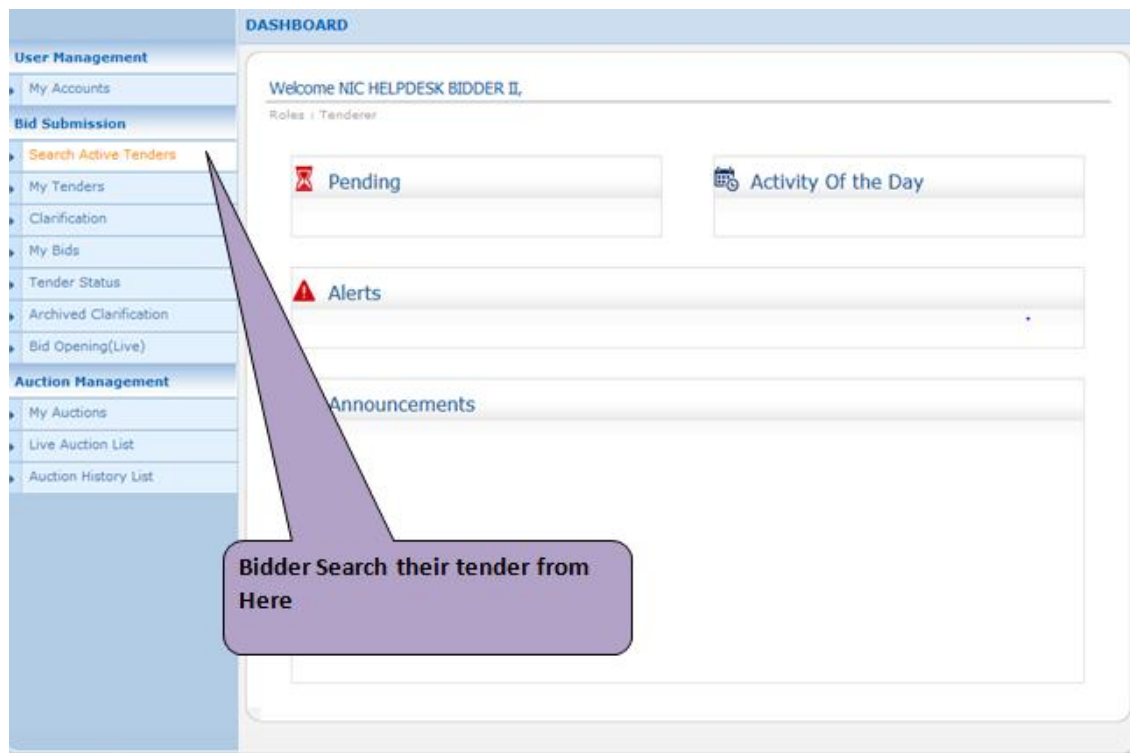 DASHBOARD
User Management
My Accounts
Bid Submission
Search Active Tenders
My Tenders
Clarification
My Bids
Tender Status
Archived Clarification
Bid Opening(Live)
Auction Management
My Auctions
Live Auction List
Auction History List
Welcome NIC HELPDESK BIDDER II,
Roles : Tenderer
Pending
Activity Of the Day
Alerts
Announcements
Bidder Search their tender from
Here